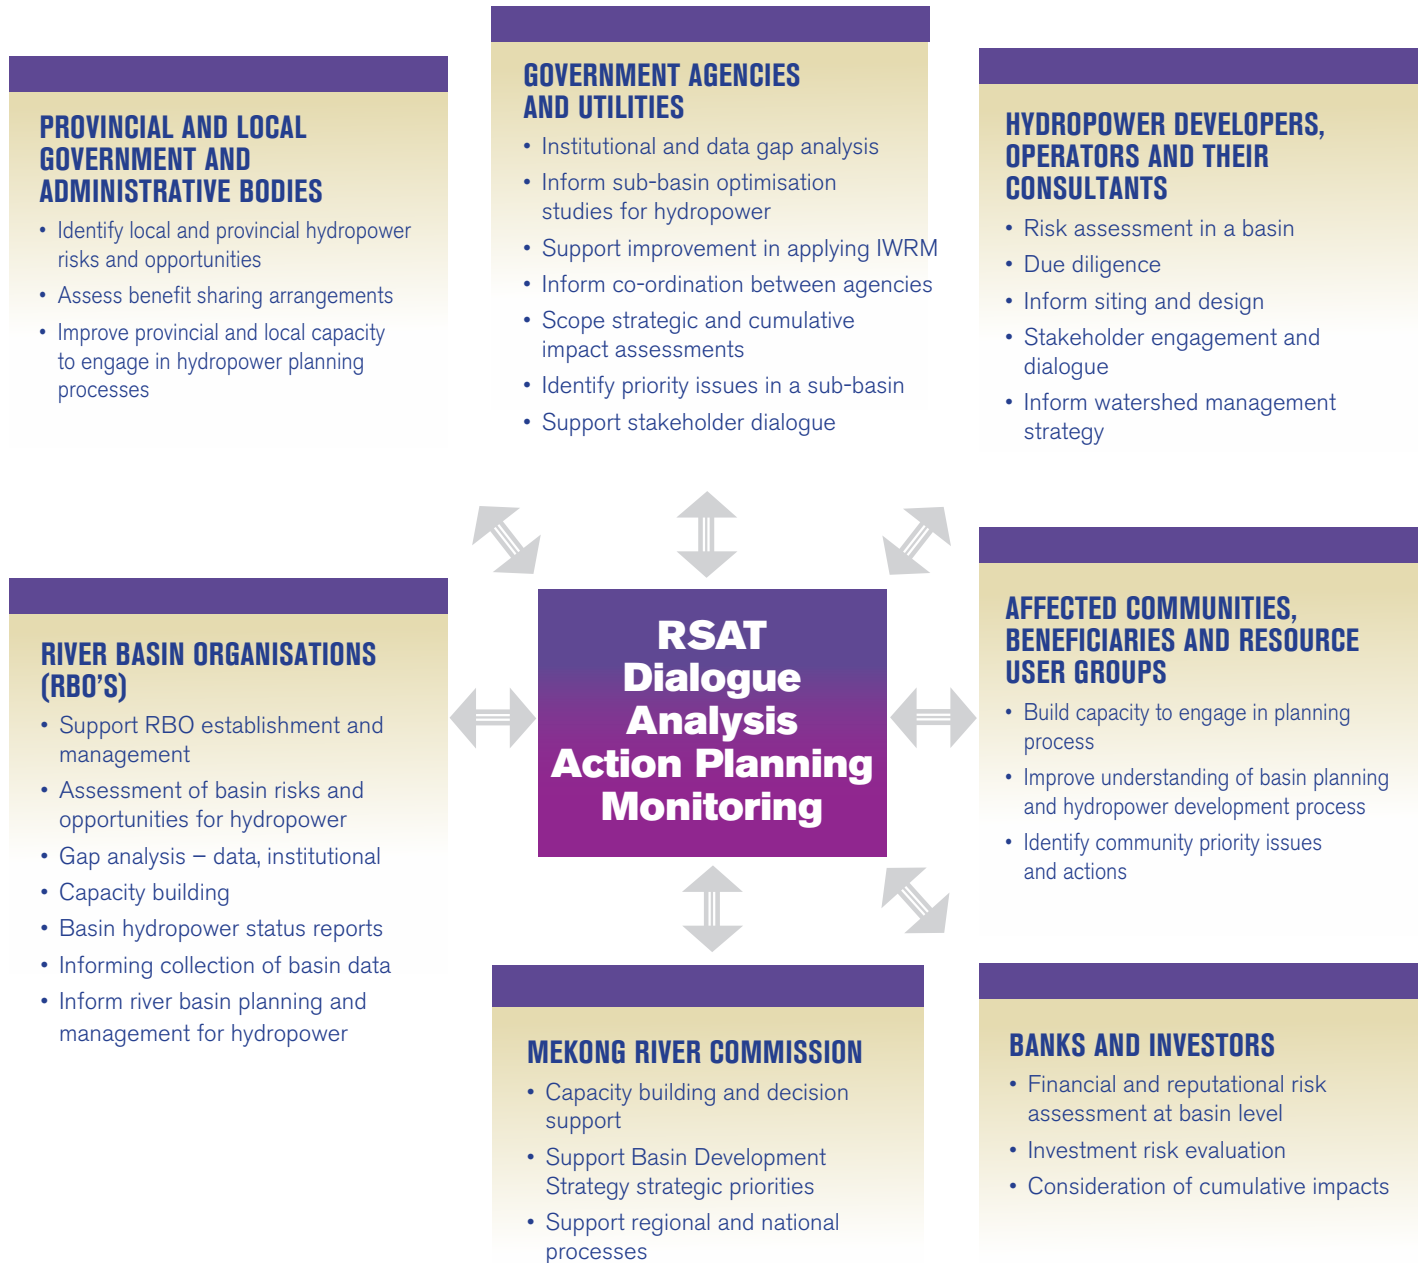 PROVINCIAL AND LOCAL
GOVERNMENT AND
ADMINISTRATIVE BODIES
• Identify local and provincial hydropower
risks and opportunities
• Assess benefit sharing arrangements
• Improve provincial and local capacity
to engage in hydropower planning
processes
GOVERNMENT AGENCIES
AND UTILITIES
• Institutional and data gap analysis
• Inform sub-basin optimisation
studies for hydropower
• Support improvement in applying IWRM
• Inform co-ordination between agencies
• Scope strategic and cumulative
impact assessments
• Identify priority issues in a sub-basin
• Support stakeholder dialogue
HYDROPOWER DEVELOPERS,
OPERATORS AND THEIR
CONSULTANTS
• Risk assessment in a basin
• Due diligence
• Inform siting and design
• Stakeholder engagement and
dialogue
• Inform watershed management
strategy
RIVER BASIN ORGANISATIONS
(RBO'S)
• Support RBO establishment and
management
• Assessment of basin risks and
opportunities for hydropower
• Gap analysis – data, institutional
• Capacity building
• Basin hydropower status reports
• Informing collection of basin data
• Inform river basin planning and
management for hydropower
RSAT
Dialogue
Analysis
Action Planning
Monitoring
AFFECTED COMMUNITIES,
BENEFICIARIES AND RESOURCE
USER GROUPS
• Build capacity to engage in planning
process
• Improve understanding of basin planning
and hydropower development process
• Identify community priority issues
and actions
MEKONG RIVER COMMISSION
• Capacity building and decision
support
• Support Basin Development
Strategy strategic priorities
• Support regional and national
processes
BANKS AND INVESTORS
• Financial and reputational risk
assessment at basin level
• Investment risk evaluation
• Consideration of cumulative impacts